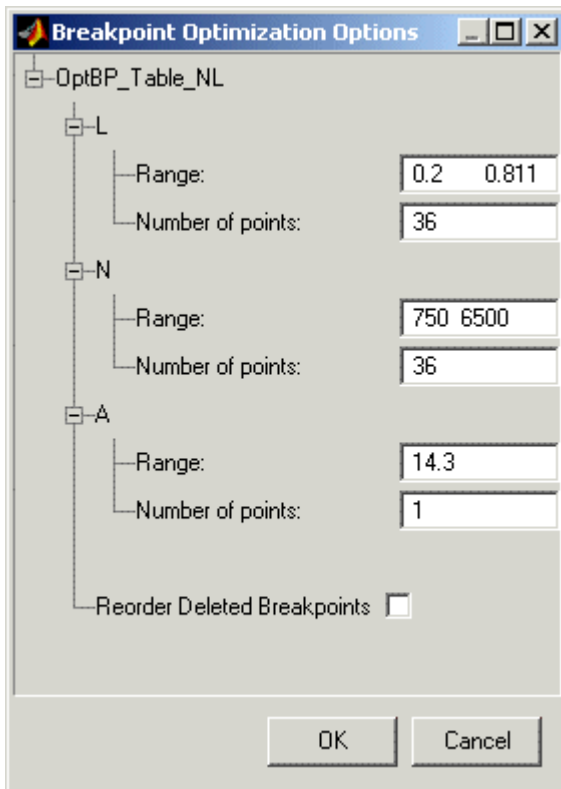 Breakpoint Optimization Options
OptBP_Table_NL
L
Range: 0.2 0.811
Number of points: 36
N
Range: 750 6500
Number of points: 36
A
Range: 14.3
Number of points: 1
Reorder Deleted Breakpoints
OK Cancel